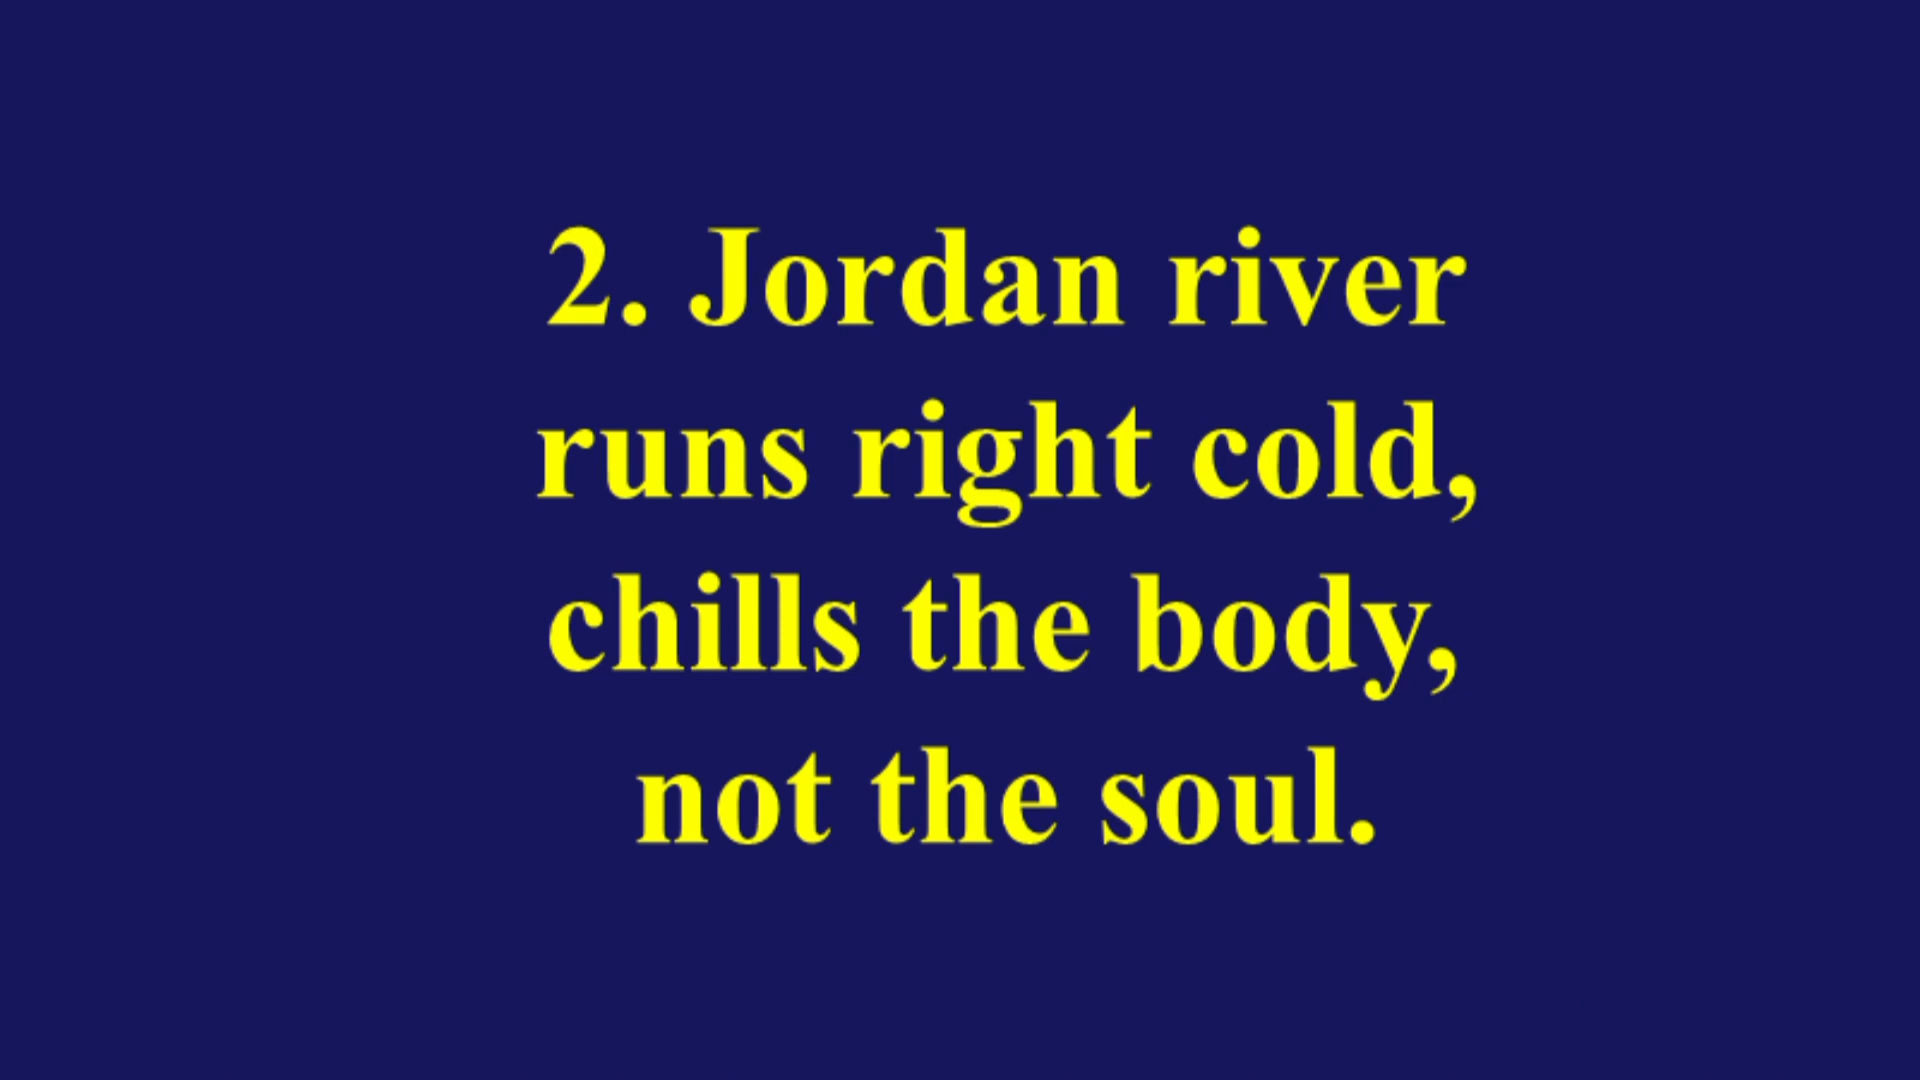 2. Jordan river
runs right cold,
chills the body,
not the soul.